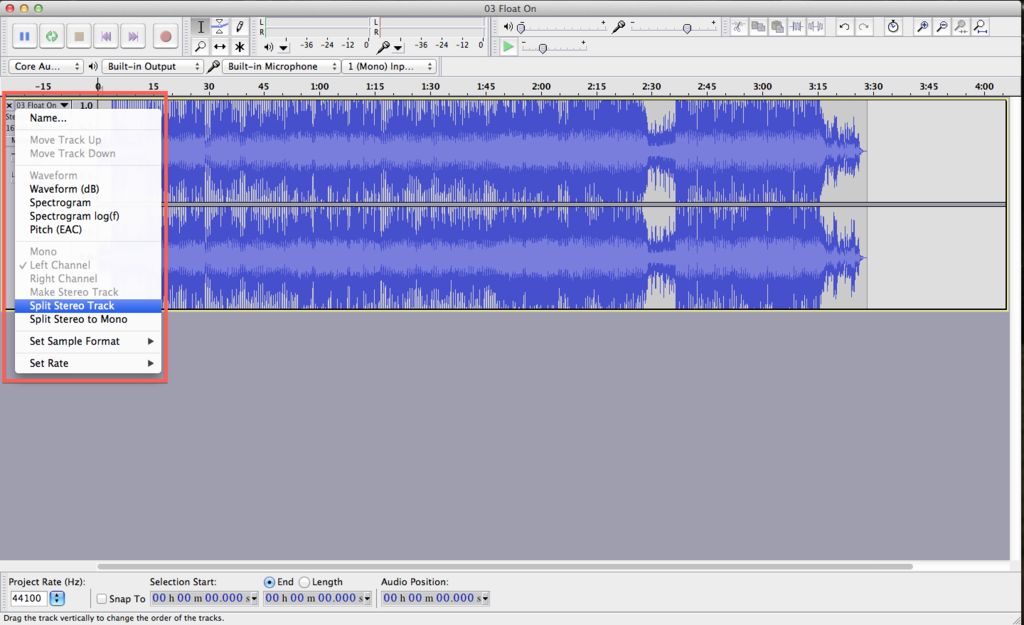 03 Float On
L
R
-36 -24 -12 0
L
R
-36 -24 -12 0
- +
- +
- +
Core Au... Built-in Output Built-in Microphone 1 (Mono) Inp...
-15 0 15 30 45 1:00 1:15 1:30 1:45 2:00 2:15 2:30 2:45 3:00 3:15 3:30 3:45 4:00
03 Float On 1.0
Ste
16
Name...
Move Track Up
Move Track Down
Waveform
Waveform (dB)
Spectrogram
Spectrogram log(f)
Pitch (EAC)
Mono
✓ Left Channel
Right Channel
Make Stereo Track
Split Stereo Track
Split Stereo to Mono
Set Sample Format
Set Rate
Project Rate (Hz): Selection Start: End Length Audio Position:
44100 Snap To 00 h 00 m 00.000 s 00 h 00 m 00.000 s 00 h 00 m 00.000 s
Drag the track vertically to change the order of the tracks.